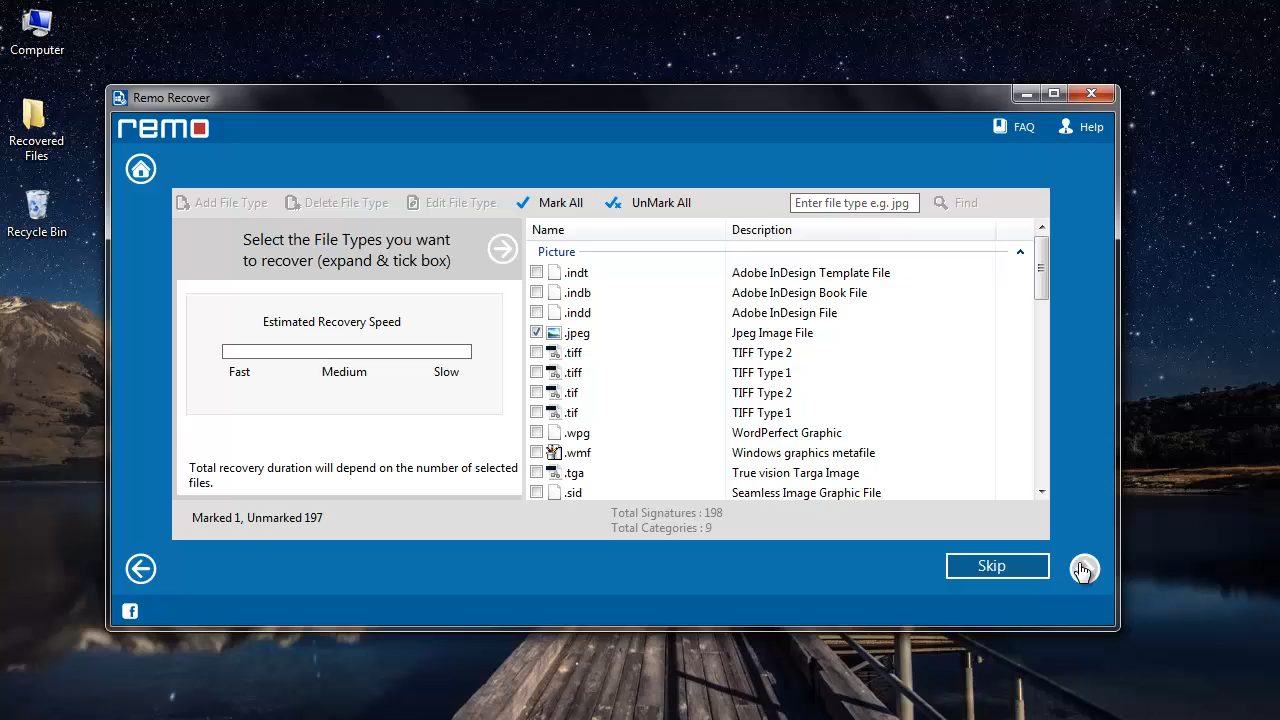 Computer
Recovered
Files
Recycle Bin
Remo Recover
remo
FAQ
Help
Add File Type
Delete File Type
Edit File Type
Mark All
UnMark All
Enter file type e.g. jpg
Find
Select the File Types you want
to recover (expand & tick box)
Estimated Recovery Speed
Fast
Medium
Slow
Total recovery duration will depend on the number of selected
files.
Name
Description
Picture
.indt
Adobe InDesign Template File
.indb
Adobe InDesign Book File
.indd
Adobe InDesign File
.jpeg
Jpeg Image File
.tiff
TIFF Type 2
.tiff
TIFF Type 1
.tif
TIFF Type 2
.tif
TIFF Type 1
.wpg
WordPerfect Graphic
.wmf
Windows graphics metafile
.tga
True vision Targa Image
.sid
Seamless Image Graphic File
Marked 1, Unmarked 197
Total Signatures : 198
Total Categories : 9
Skip
f